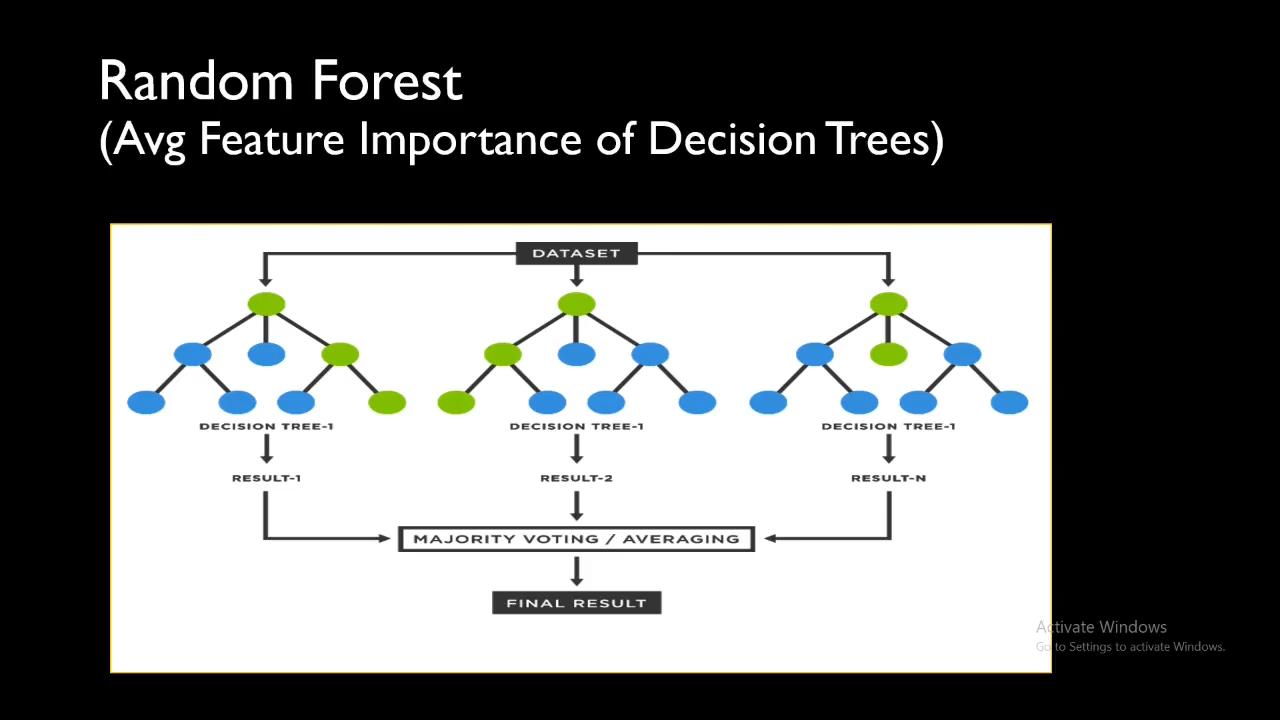 Random Forest
(Avg Feature Importance of Decision Trees)
DATASET
DECISION TREE-1
DECISION TREE-1
DECISION TREE-1
RESULT-1
RESULT-2
RESULT-N
MAJORITY VOTING / AVERAGING
FINAL RESULT
Activate Windows
Go to Settings to activate Windows.